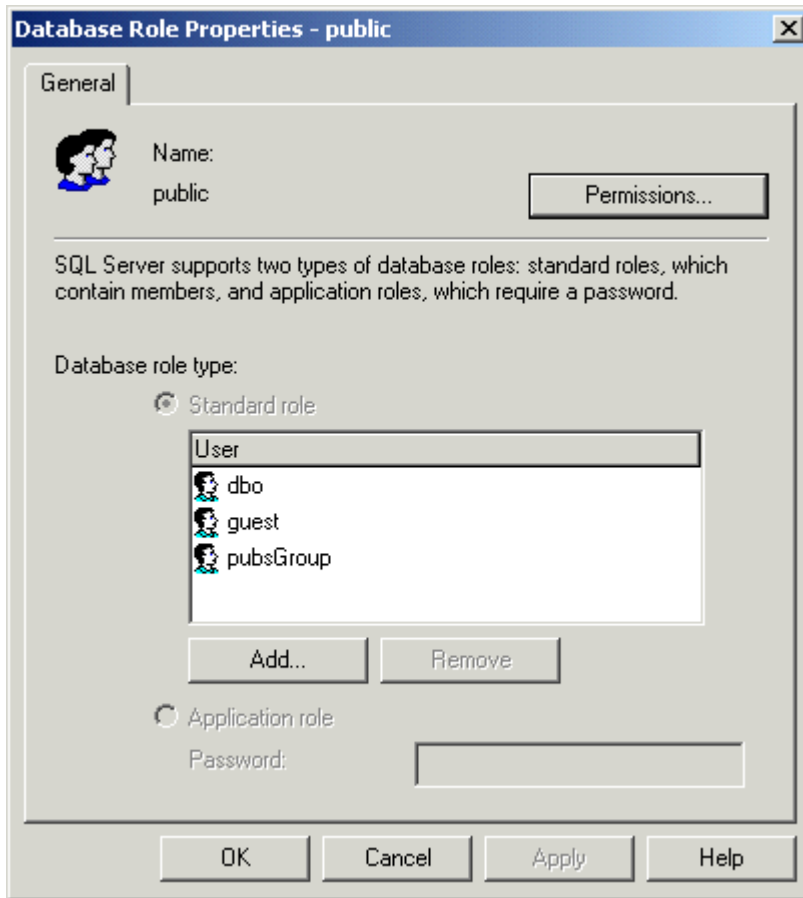 Database Role Properties - public
General
Name:
public
Permissions...
SQL Server supports two types of database roles: standard roles, which
contain members, and application roles, which require a password.
Database role type:
Standard role
User
dbo
guest
pubsGroup
Add...
Remove
Application role
Password:
OK
Cancel
Apply
Help